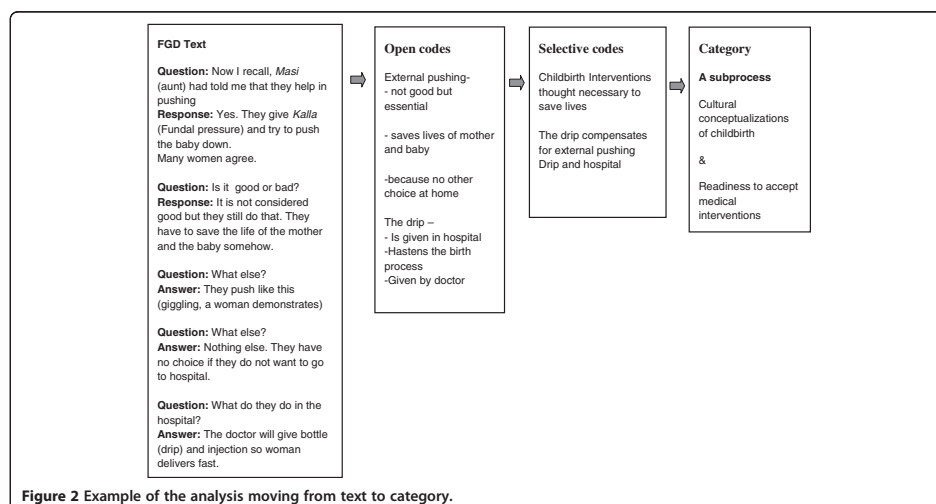 FGD Text
Question: Now I recall, Masi
(aunt) had told me that they help in
pushing
Response: Yes. They give Kalla
(Fundal pressure) and try to push
the baby down.
Many women agree.
Question: Is it good or bad?
Response: It is not considered
good but they still do that. They
have to save the life of the mother
and the baby somehow.
Question: What else?
Answer: They push like this
(giggling, a woman demonstrates)
Question: What else?
Answer: Nothing else. They have
no choice if they do not want to go
to hospital.
Question: What do they do in the
hospital?
Answer: The doctor will give bottle
(drip) and injection so woman
delivers fast.
Open codes
External pushing-
- not good but
essential
- saves lives of mother
and baby
-because no other
choice at home
The drip –
- Is given in hospital
-Hastens the birth
process
-Given by doctor
Selective codes
Childbirth Interventions
thought necessary to
save lives
The drip compensates
for external pushing
Drip and hospital
Category
A subprocess
Cultural
conceptualizations
of childbirth
&
Readiness to accept
medical
interventions
Figure 2 Example of the analysis moving from text to category.